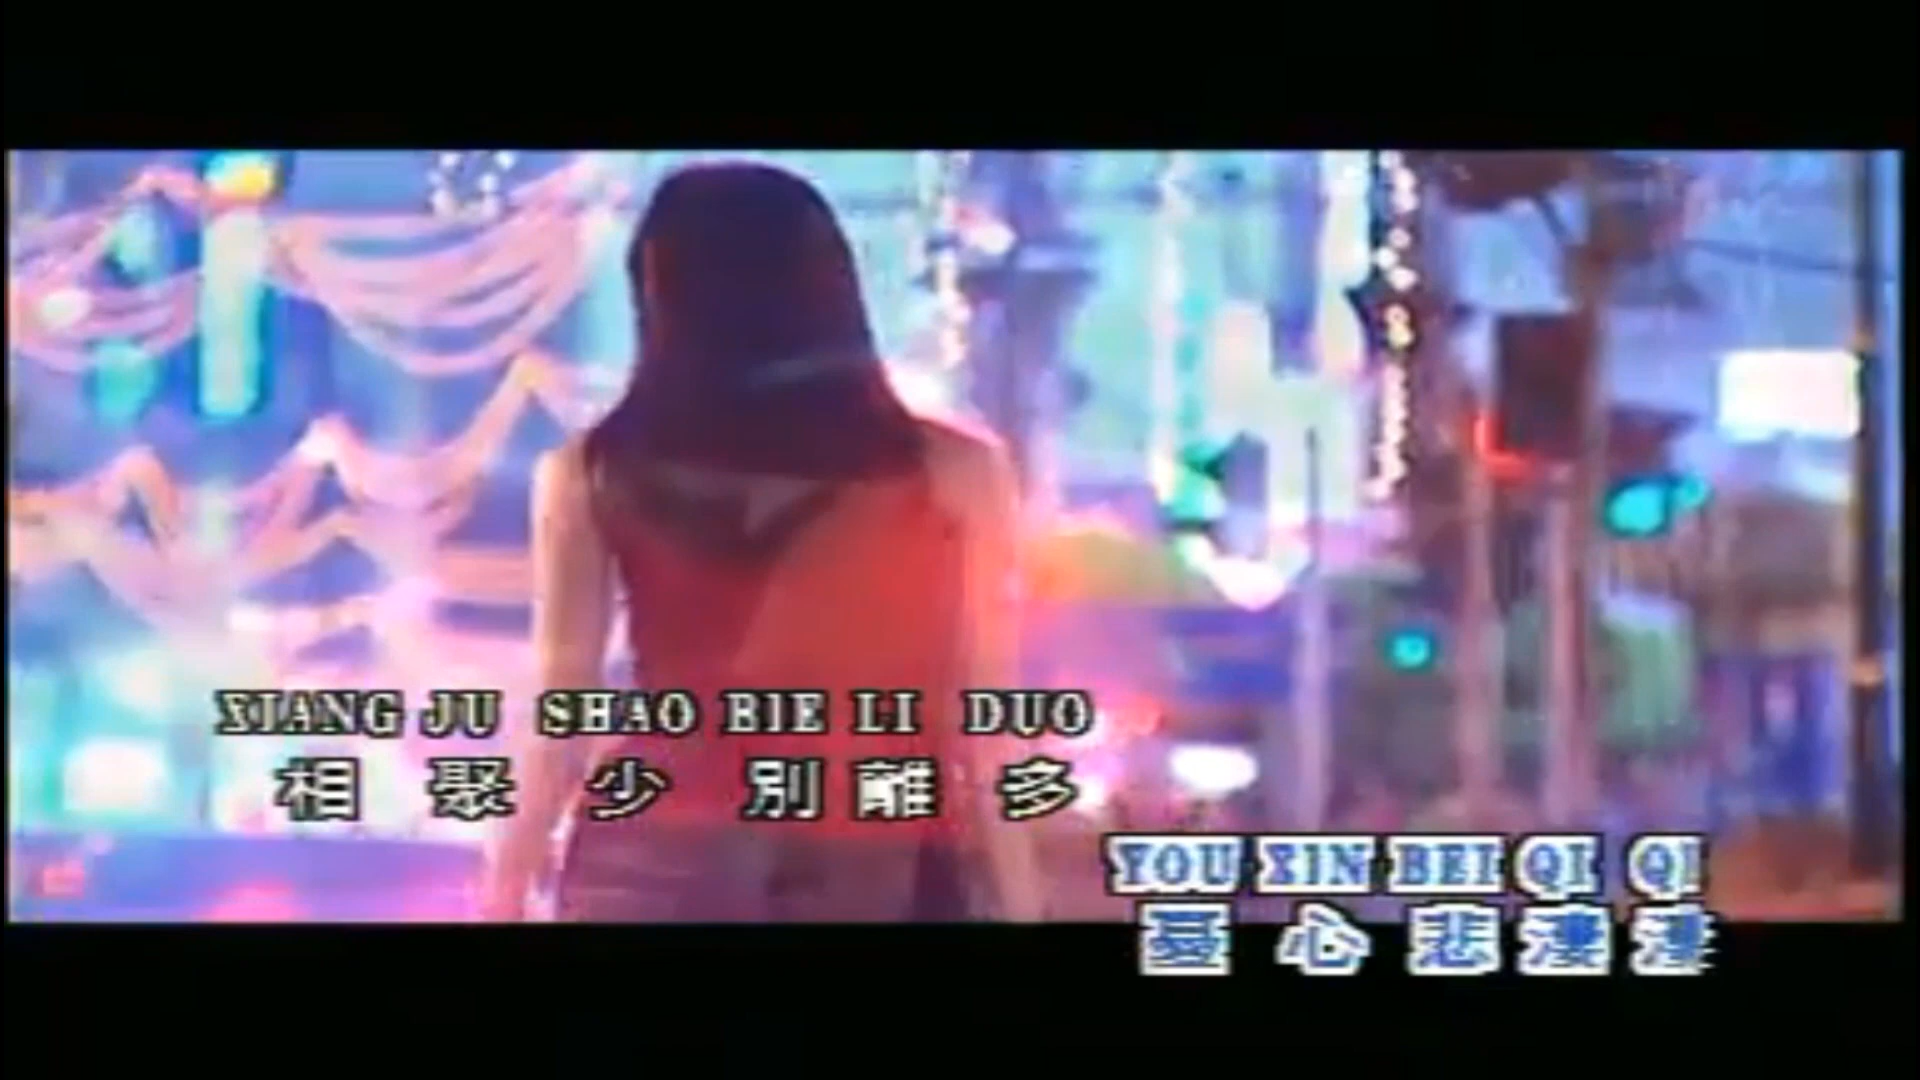 XIANG JU SHAO BIE LI DUO
相 聚 少 別 離 多
YOU XIN BEI QI QI
憂 心 悲 淒 淒